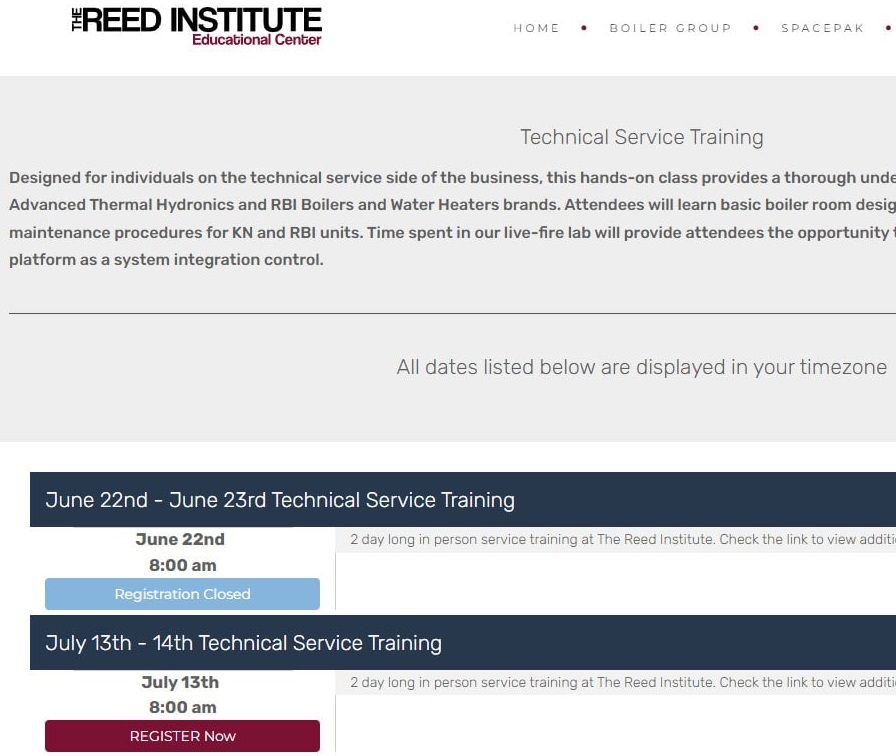 THE REED INSTITUTE
Educational Center
HOME • BOILER GROUP • SPACEPAK •
Technical Service Training
Designed for individuals on the technical service side of the business, this hands-on class provides a thorough unde
Advanced Thermal Hydronics and RBI Boilers and Water Heaters brands. Attendees will learn basic boiler room desig
maintenance procedures for KN and RBI units. Time spent in our live-fire lab will provide attendees the opportunity t
platform as a system integration control.
All dates listed below are displayed in your timezone
June 22nd - June 23rd Technical Service Training
June 22nd
2 day long in person service training at The Reed Institute. Check the link to view additi
8:00 am
Registration Closed
July 13th - 14th Technical Service Training
July 13th
2 day long in person service training at The Reed Institute. Check the link to view additi
8:00 am
REGISTER Now